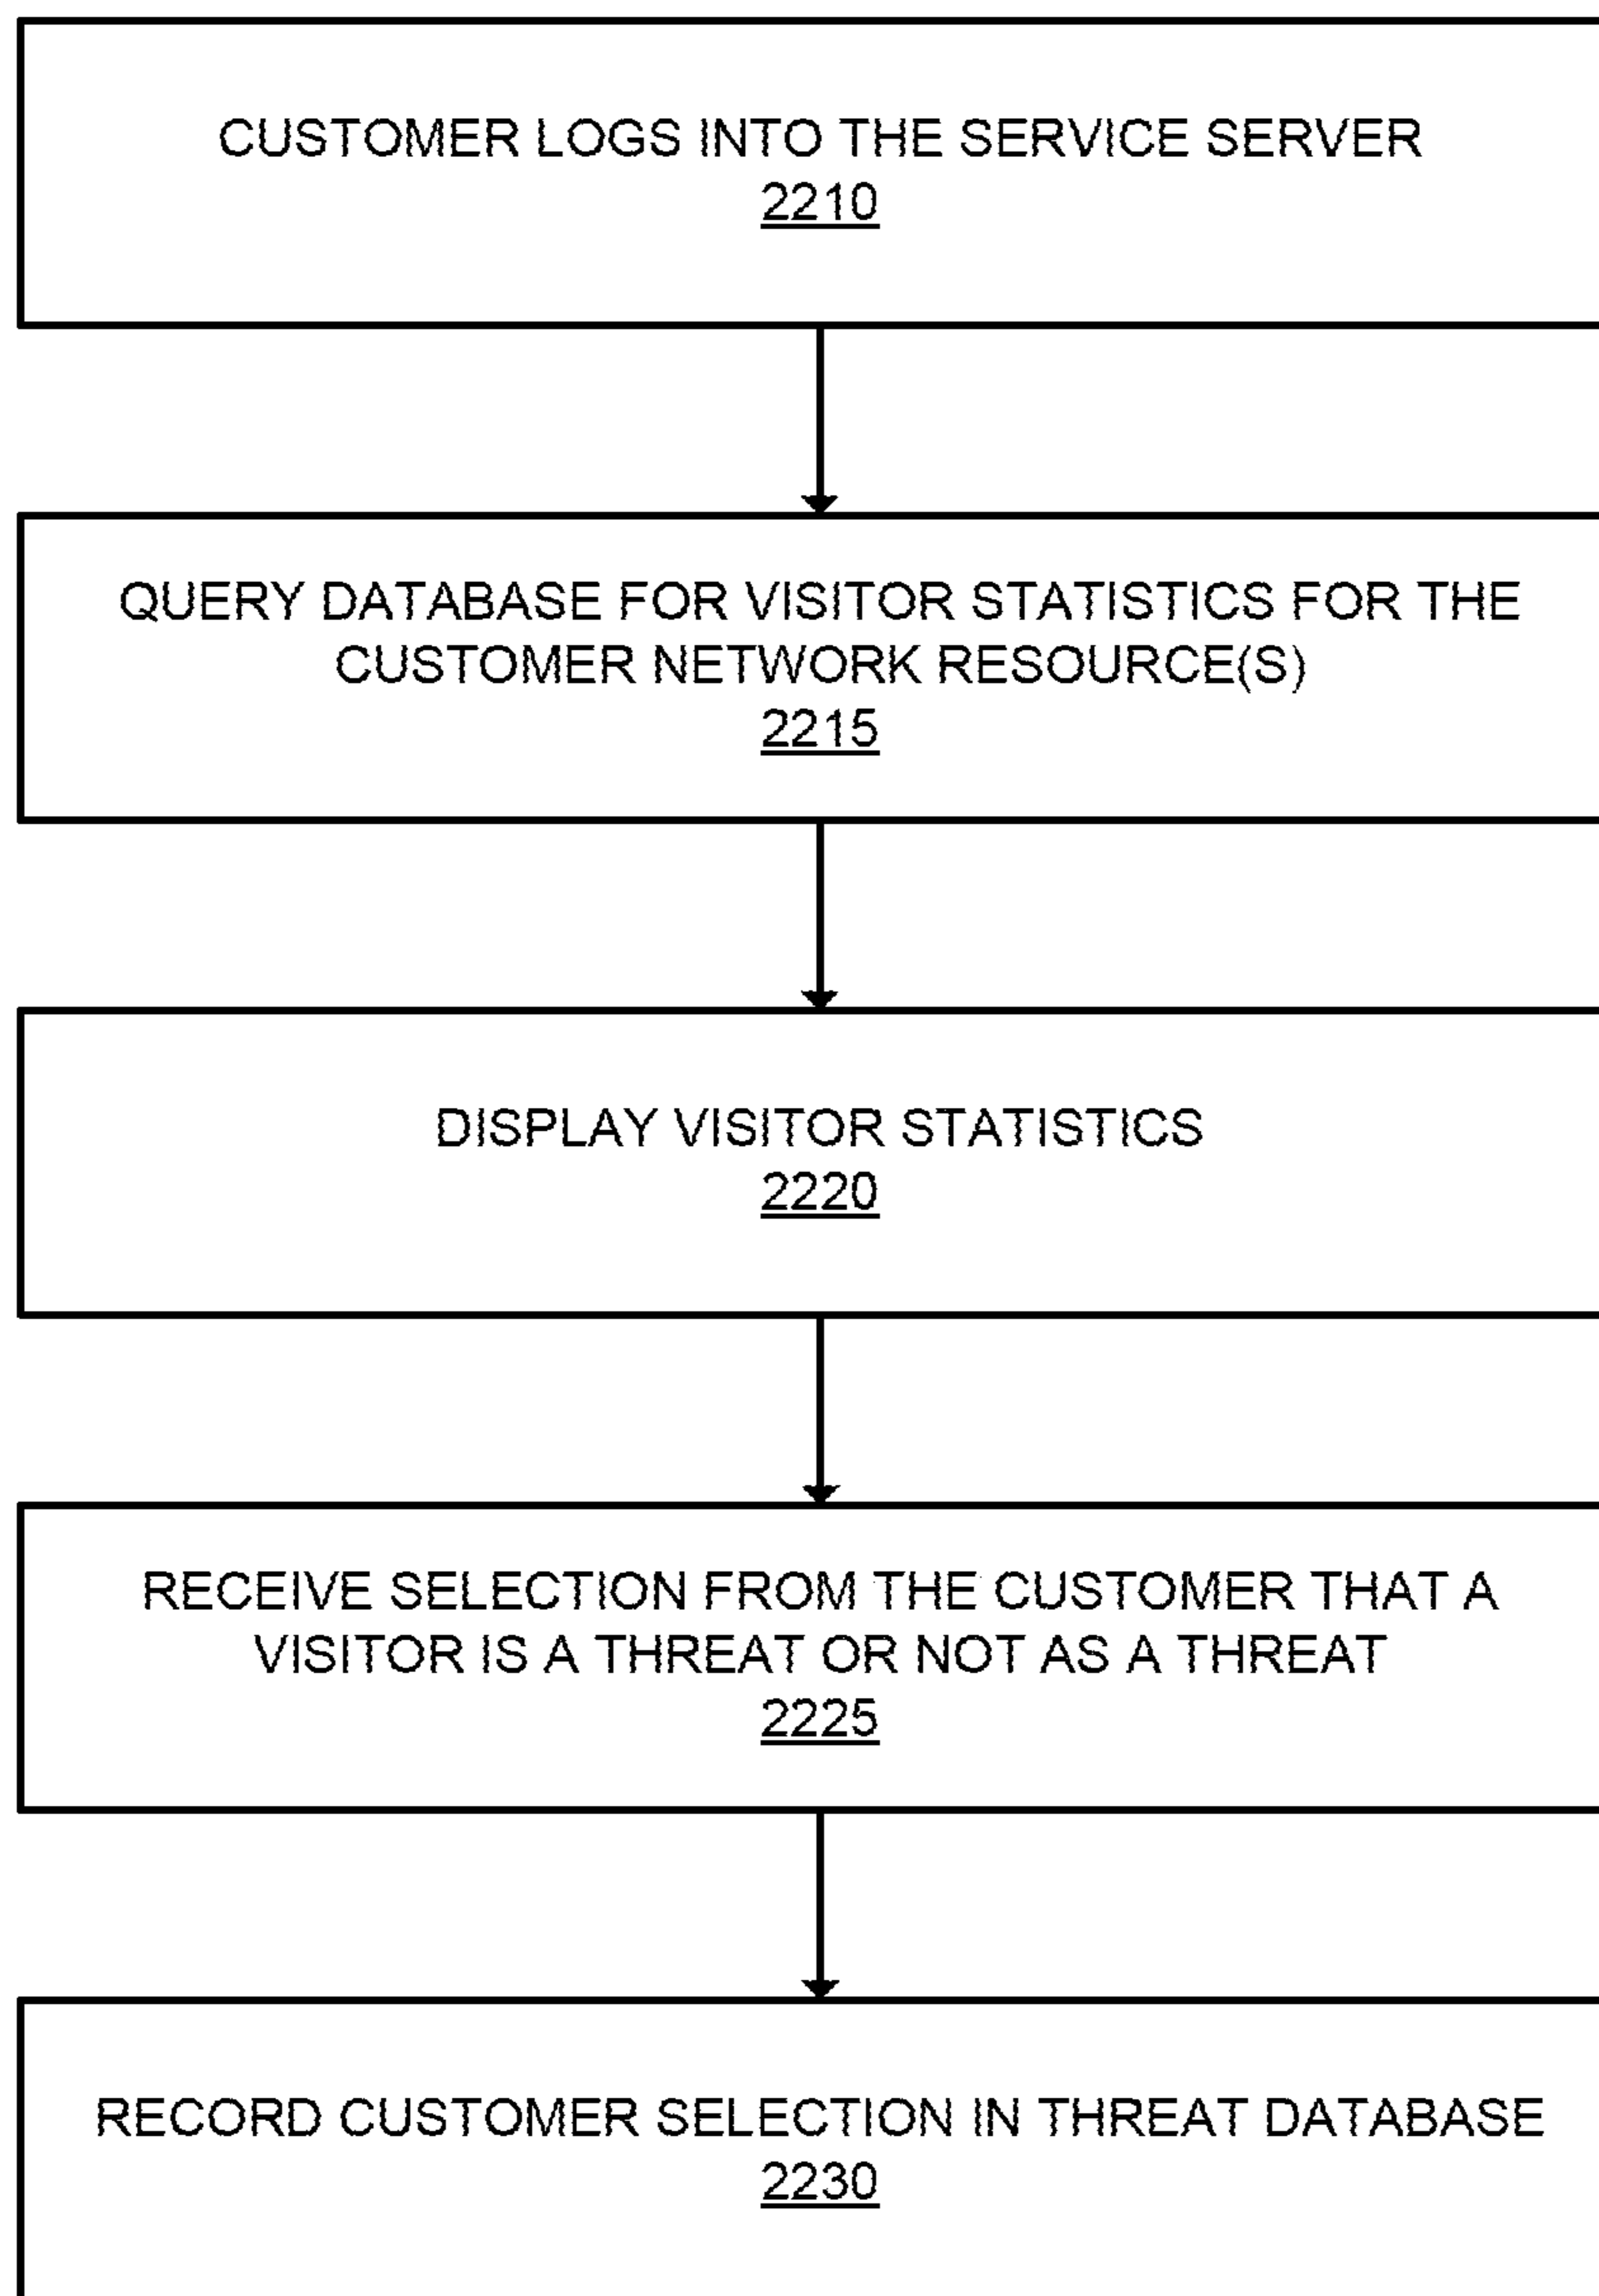 CUSTOMER LOGS INTO THE SERVICE SERVER
2210
QUERY DATABASE FOR VISITOR STATISTICS FOR THE
CUSTOMER NETWORK RESOURCE(S)
2215
DISPLAY VISITOR STATISTICS
2220
RECEIVE SELECTION FROM THE CUSTOMER THAT A
VISITOR IS A THREAT OR NOT AS A THREAT
2225
RECORD CUSTOMER SELECTION IN THREAT DATABASE
2230